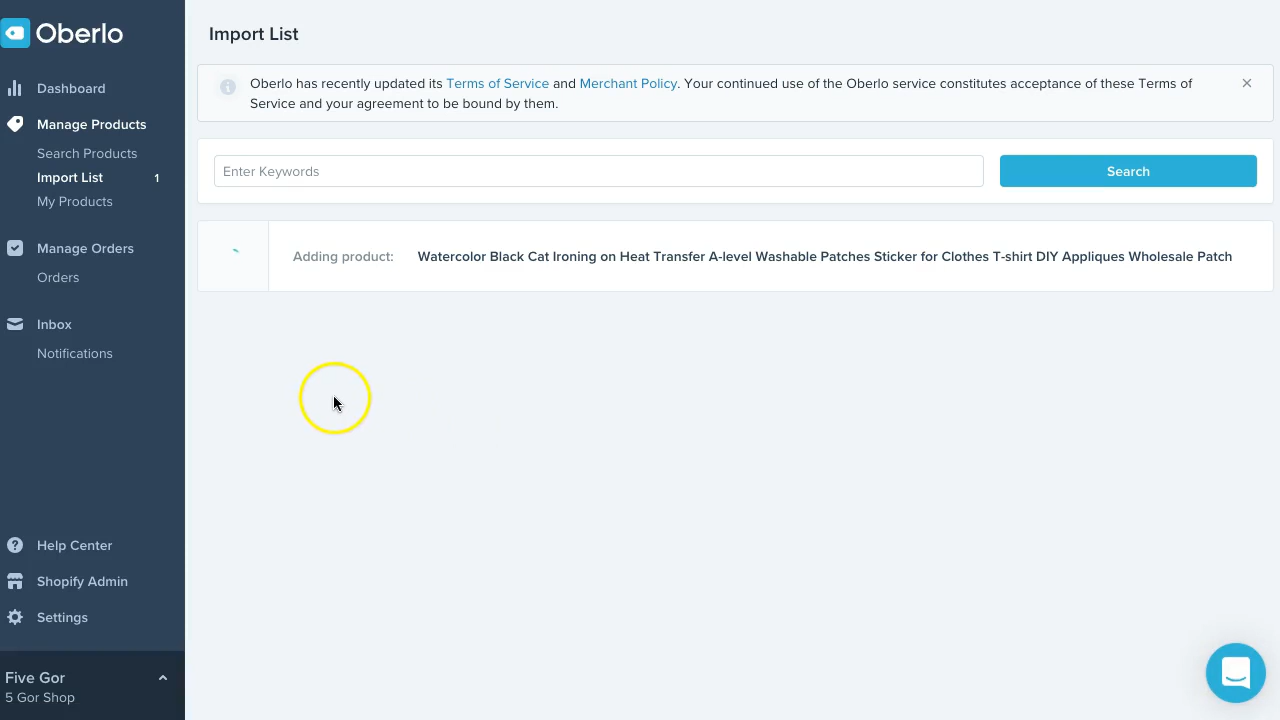 Oberlo
Dashboard
Manage Products
Search Products
Import List 1
My Products
Manage Orders
Orders
Inbox
Notifications
Help Center
Shopify Admin
Settings
Five Gor
5 Gor Shop
Import List
Oberlo has recently updated its Terms of Service and Merchant Policy. Your continued use of the Oberlo service constitutes acceptance of these Terms of
Service and your agreement to be bound by them.
Enter Keywords
Search
Adding product: Watercolor Black Cat Ironing on Heat Transfer A-level Washable Patches Sticker for Clothes T-shirt DIY Appliques Wholesale Patch